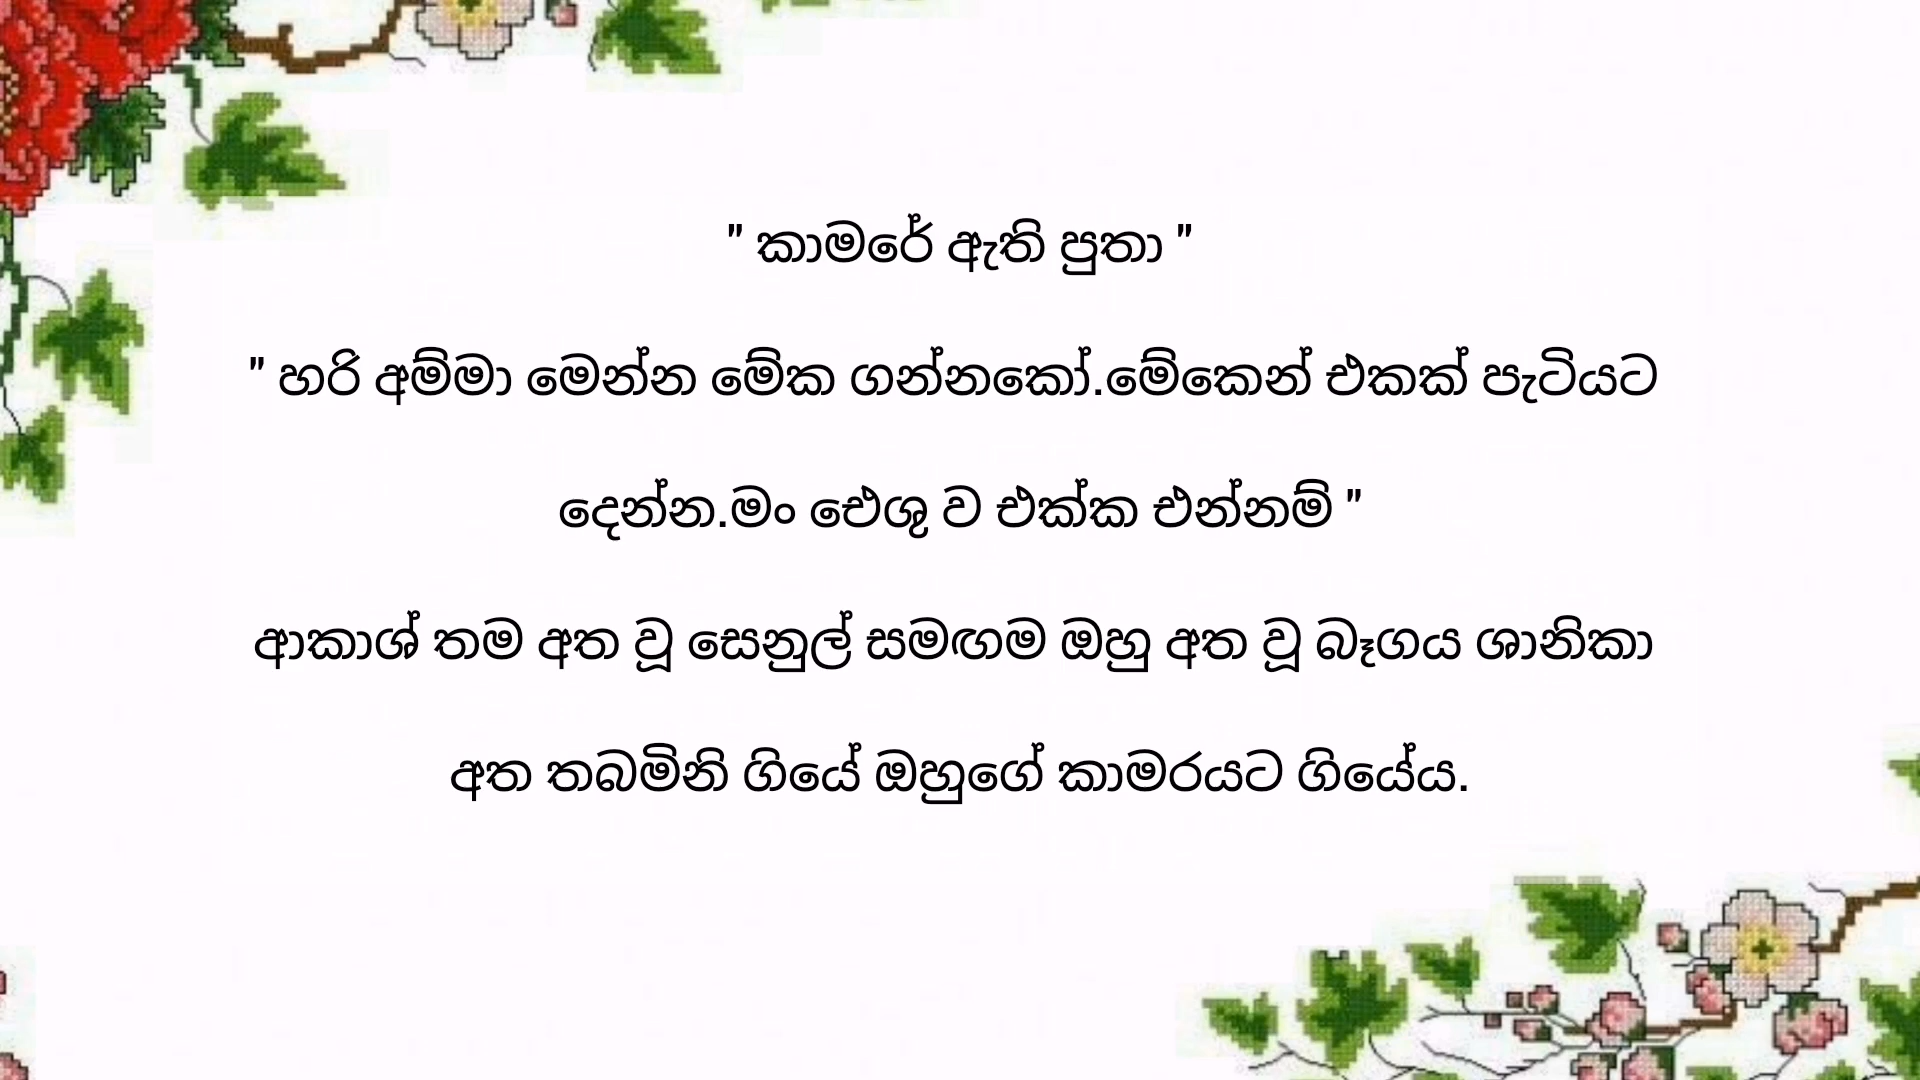 " කාමරේ ඇති පුතා "
" හරි අම්මා මෙන්න මේක ගන්නකෝ.මේකෙන් එකක් පැටියට
දෙන්න.මං ඓශු ව එක්ක එන්නම් "
ආකාශ් තම අත වූ සෙනුල් සමඟම ඔහු අත වූ බෑගය ශානිකා
අත තබමිනි ගියේ ඔහුගේ කාමරයට ගියේය.